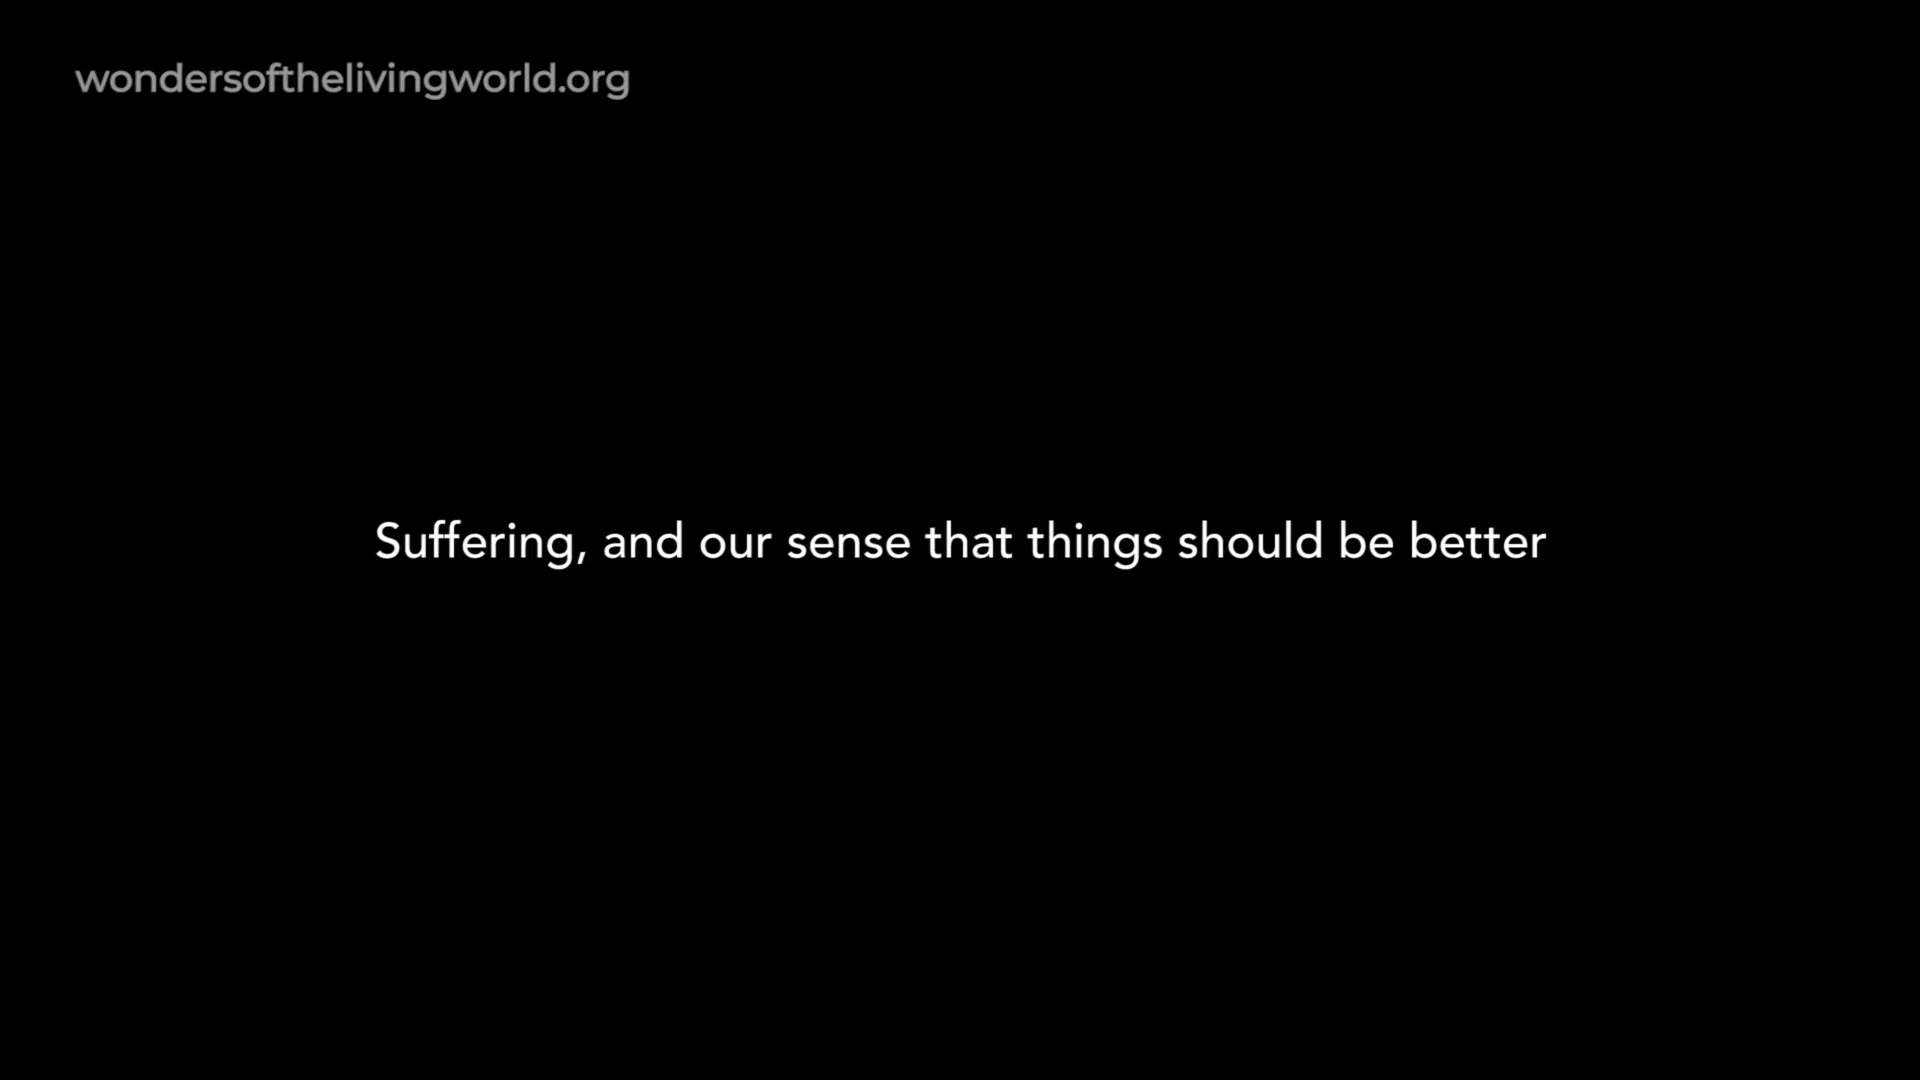 wondersofthelivingworld.org
Suffering, and our sense that things should be better